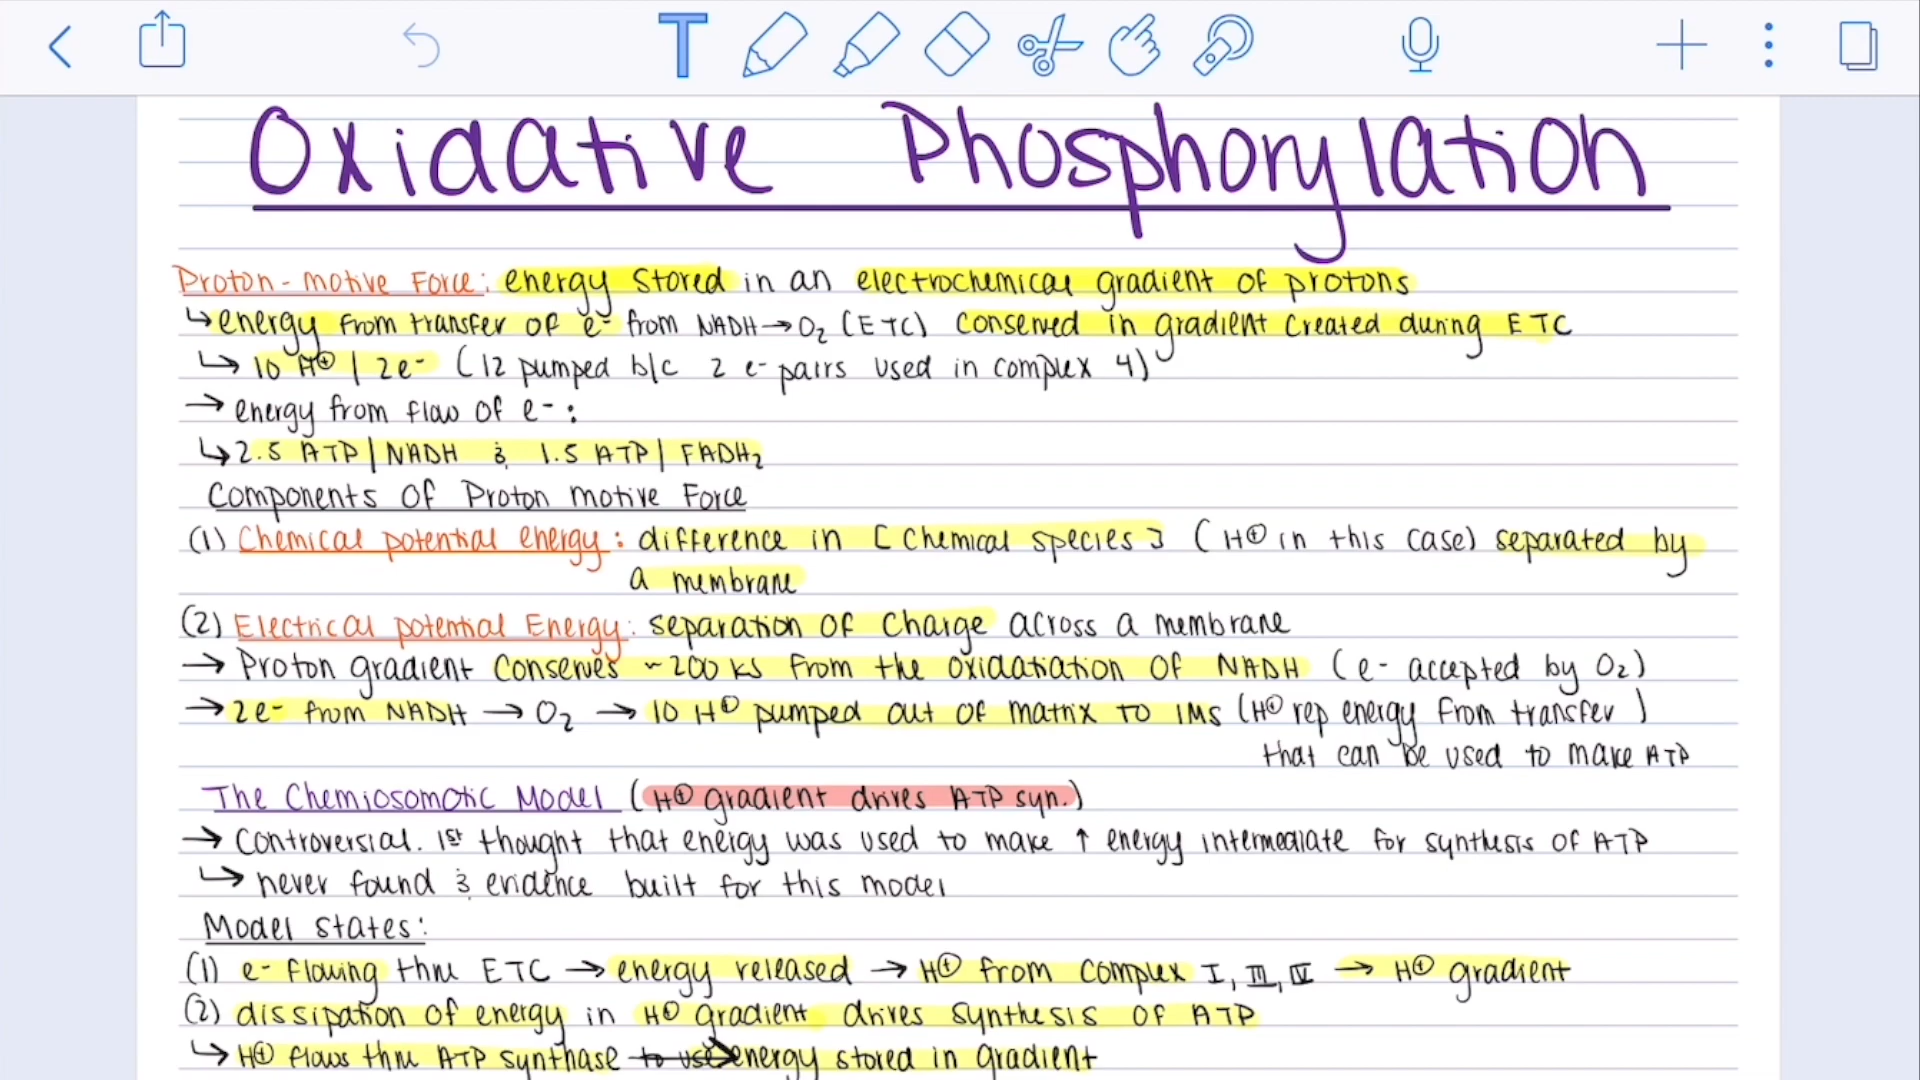 Oxidative Phosphorylation
Proton-motive Force: energy stored in an electrochemical gradient of protons
↳ energy from transfer of e- from NADH → O₂ (ETC) conserved in gradient created during ETC
↳ 10 H⊕ | 2e- (12 pumped b/c 2 e- pairs used in complex 4)
→ energy from flow of e-:
↳ 2.5 ATP | NADH & 1.5 ATP | FADH₂
Components of Proton motive Force
(1) Chemical potential energy: difference in [chemical species] (H⊕ in this case) separated by
a membrane
(2) Electrical potential Energy: separation of charge across a membrane
→ Proton gradient conserves ~200 kJ from the oxidatiation of NADH (e- accepted by O₂)
→ 2e- from NADH → O₂ → 10 H⊕ pumped out of matrix to IMS (H⊕ rep energy from transfer)
that can be used to make ATP
The Chemiosomotic Model (H⊕ gradient drives ATP syn.)
→ Controversial. 1st thought that energy was used to make ↑ energy intermediate for synthesis of ATP
↳ never found & evidence built for this model
Model states:
(1) e- flowing thru ETC → energy released → H⊕ from complex I, III, IV → H⊕ gradient
(2) dissipation of energy in H⊕ gradient drives synthesis of ATP
↳ H⊕ flows thru ATP synthase to use → energy stored in gradient